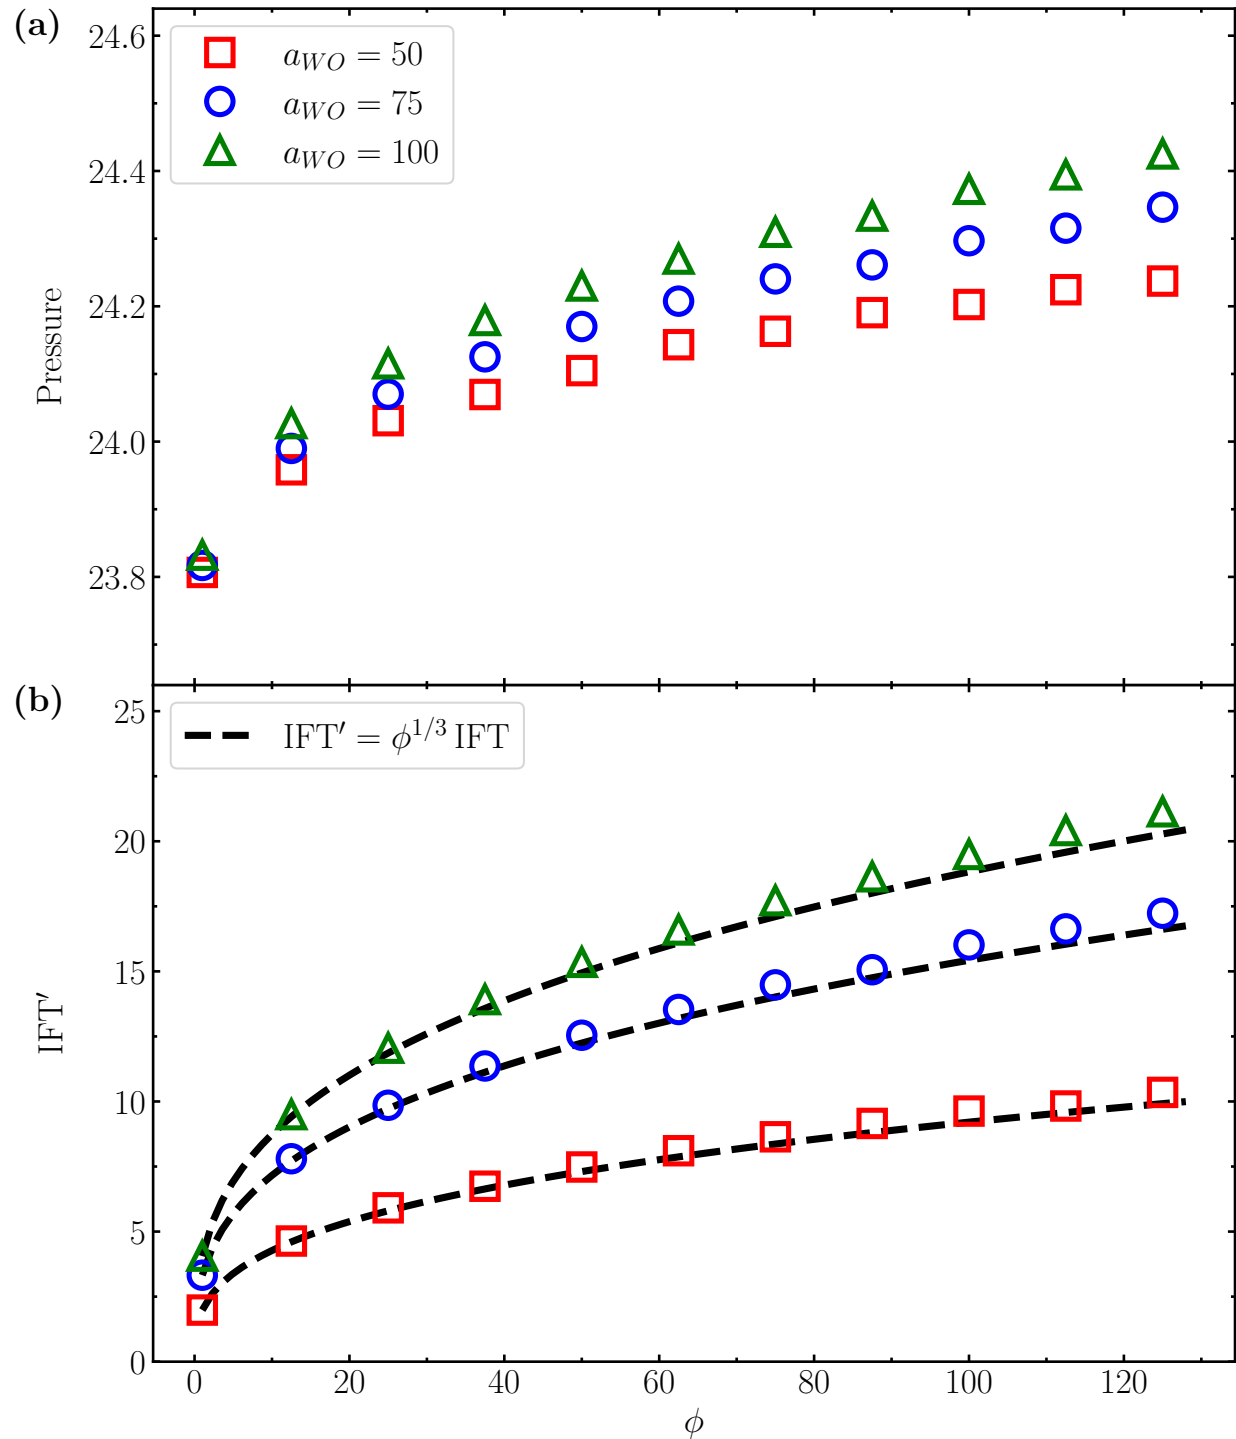 (a)
24.6
24.4
24.2
24.0
23.8
Pressure
a_{WO} = 50
a_{WO} = 75
a_{WO} = 100
(b)
25
20
15
10
5
0
IFT′
IFT′ = ϕ^{1/3} IFT
0 20 40 60 80 100 120
ϕ